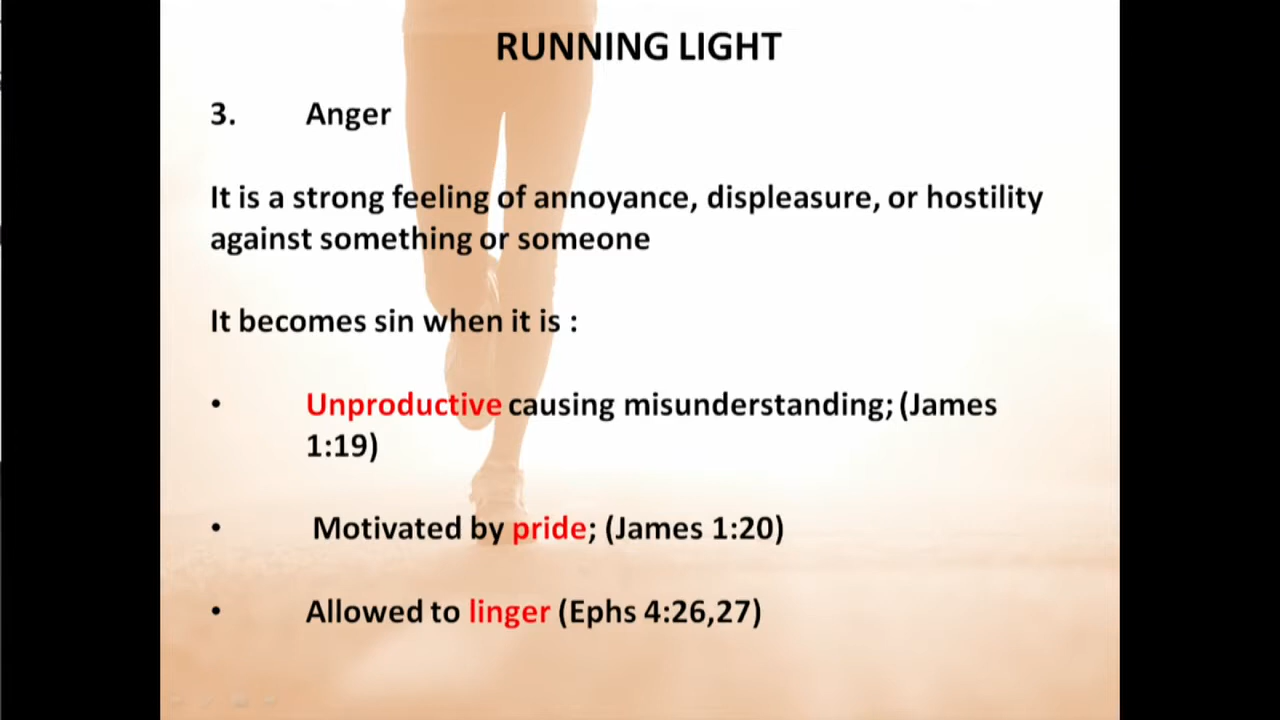 RUNNING LIGHT
3. Anger
It is a strong feeling of annoyance, displeasure, or hostility
against something or someone
It becomes sin when it is :
• Unproductive causing misunderstanding; (James
1:19)
• Motivated by pride; (James 1:20)
• Allowed to linger (Ephs 4:26,27)